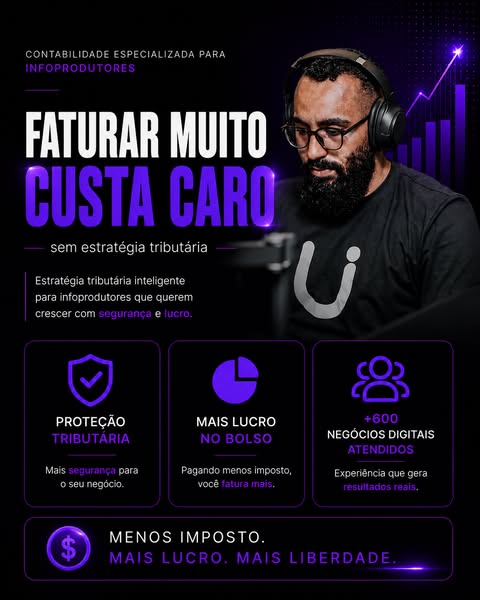 CONTABILIDADE ESPECIALIZADA PARA
INFOPRODUTORES
FATURAR MUITO
CUSTA CARO
sem estratégia tributária
Estratégia tributária inteligente
para infoprodutores que querem
crescer com segurança e lucro.
PROTEÇÃO
TRIBUTÁRIA
Mais segurança para
o seu negócio.
MAIS LUCRO
NO BOLSO
Pagando menos imposto,
você fatura mais.
+600
NEGÓCIOS DIGITAIS
ATENDIDOS
Experiência que gera
resultados reais.
$
MENOS IMPOSTO.
MAIS LUCRO. MAIS LIBERDADE.